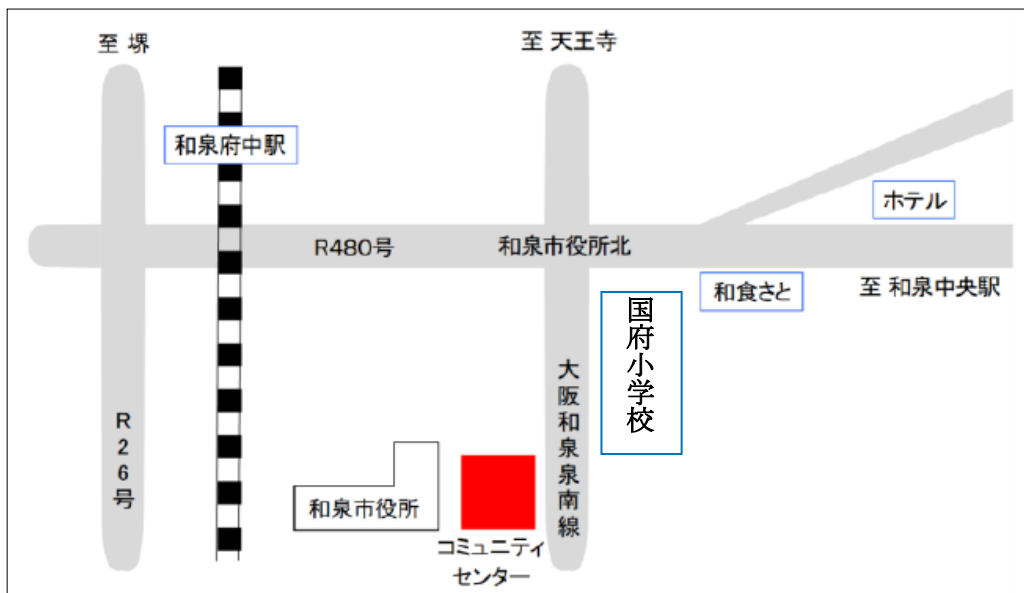 至 堺
至 天王寺
和泉府中駅
ホテル
R480号
和泉市役所北
和食さと
至 和泉中央駅
国府小学校
大阪和泉泉南線
R26号
和泉市役所
コミュニティ
センター